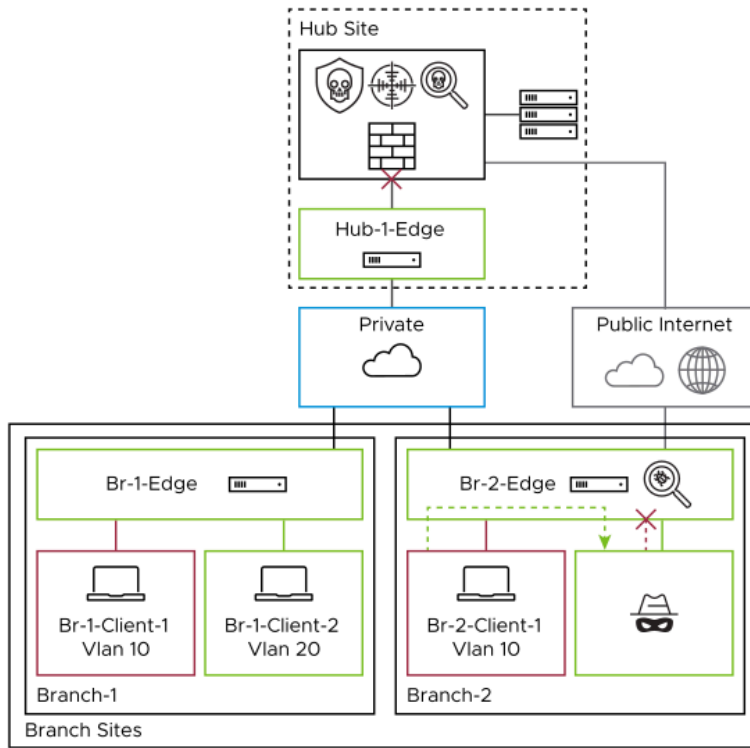 Hub Site
Hub-1-Edge
Private
Public Internet
Br-1-Edge
Br-2-Edge
Br-1-Client-1
Vlan 10
Br-1-Client-2
Vlan 20
Br-2-Client-1
Vlan 10
Branch-1
Branch-2
Branch Sites